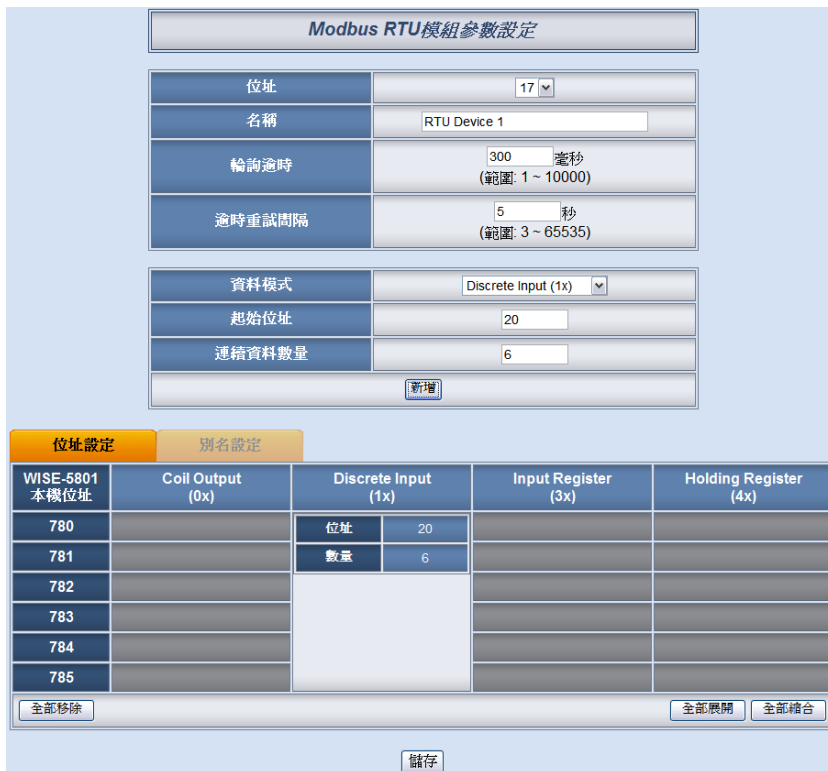 Modbus RTU模組參數設定
位址 17
名稱 RTU Device 1
輪詢逾時 300 毫秒
(範圍: 1 ~ 10000)
逾時重試間隔 5 秒
(範圍: 3 ~ 65535)
資料模式 Discrete Input (1x)
起始位址 20
連續資料數量 6
新增
位址設定 別名設定
WISE-5801 Coil Output Discrete Input Input Register Holding Register
本機位址 (0x) (1x) (3x) (4x)
780 位址 20
781 數量 6
782
783
784
785
全部移除 全部展開 全部縮合
儲存